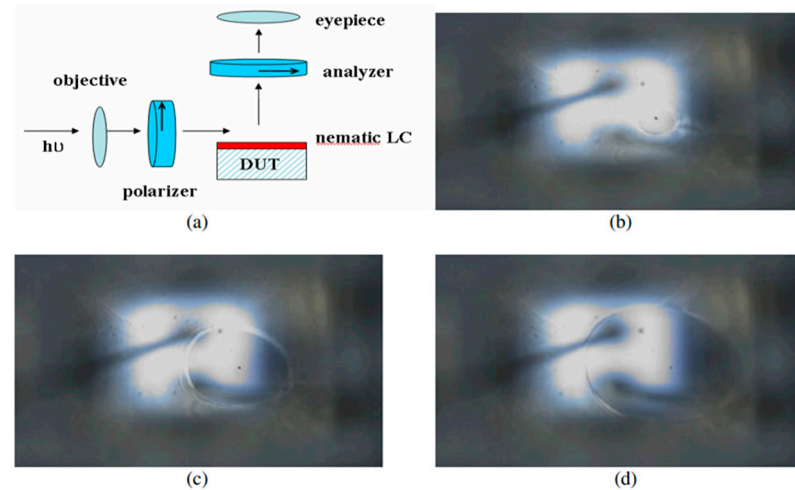 eyepiece
objective
analyzer
hυ
nematic LC
DUT
polarizer
(a)
(b)
(c)
(d)